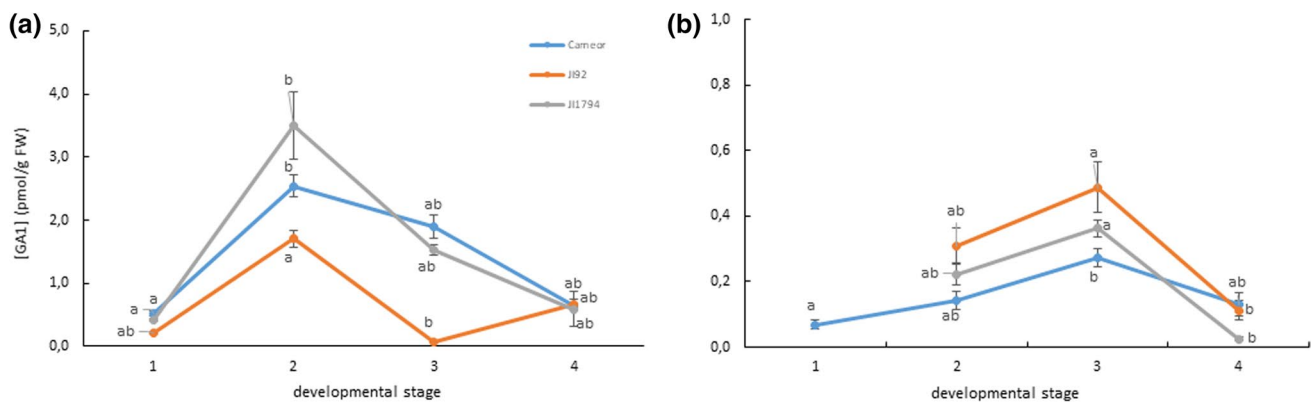 (a)
5,0
4,0
3,0
2,0
1,0
0,0
[GA1] (pmol/g FW)
Cameor
JI92
JI1794
b
b
a
ab
ab
b
a
a
ab
ab
ab
ab
1
2
3
4
developmental stage
(b)
1,0
0,8
0,6
0,4
0,2
0,0
a
ab
ab
ab
a
a
b
ab
b
b
1
2
3
4
developmental stage